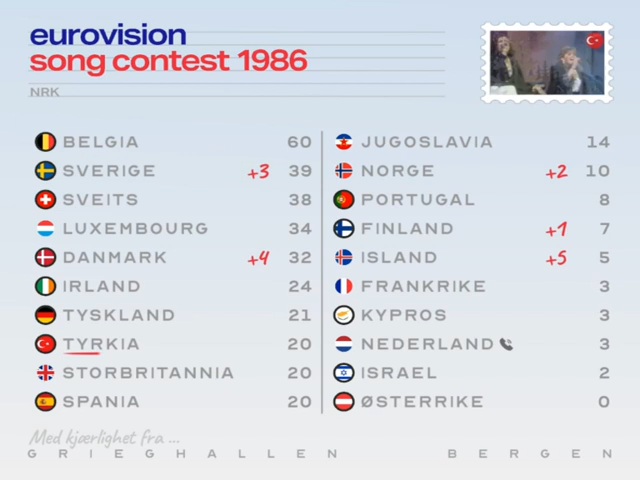 eurovision
song contest 1986
NRK
BELGIA 60
SVERIGE +3 39
SVEITS 38
LUXEMBOURG 34
DANMARK +4 32
IRLAND 24
TYSKLAND 21
TYRKIA 20
STORBRITANNIA 20
SPANIA 20
JUGOSLAVIA 14
NORGE +2 10
PORTUGAL 8
FINLAND +1 7
ISLAND +5 5
FRANKRIKE 3
KYPROS 3
NEDERLAND 3
ISRAEL 2
ØSTERRIKE 0
Med kjærlighet fra ...
GRIEGHALLEN BERGEN